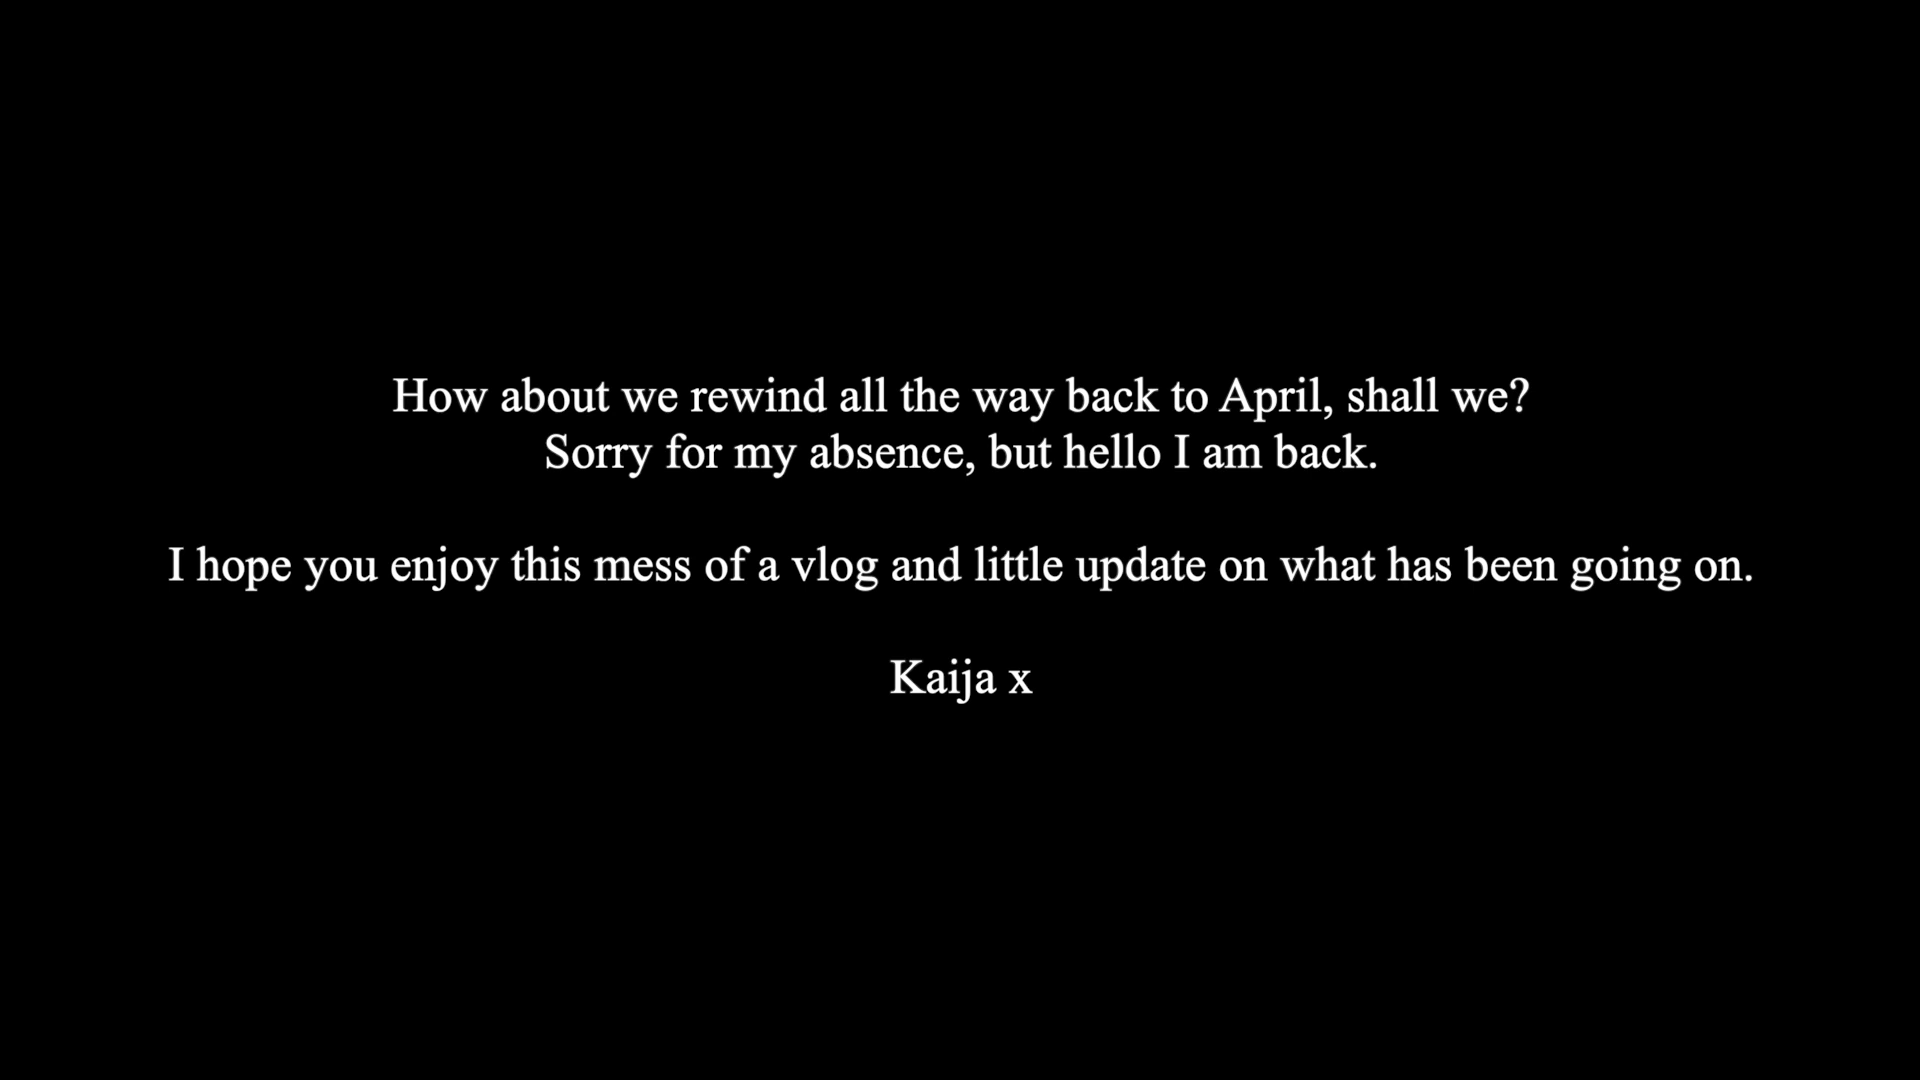 How about we rewind all the way back to April, shall we?
Sorry for my absence, but hello I am back.
I hope you enjoy this mess of a vlog and little update on what has been going on.
Kaija x